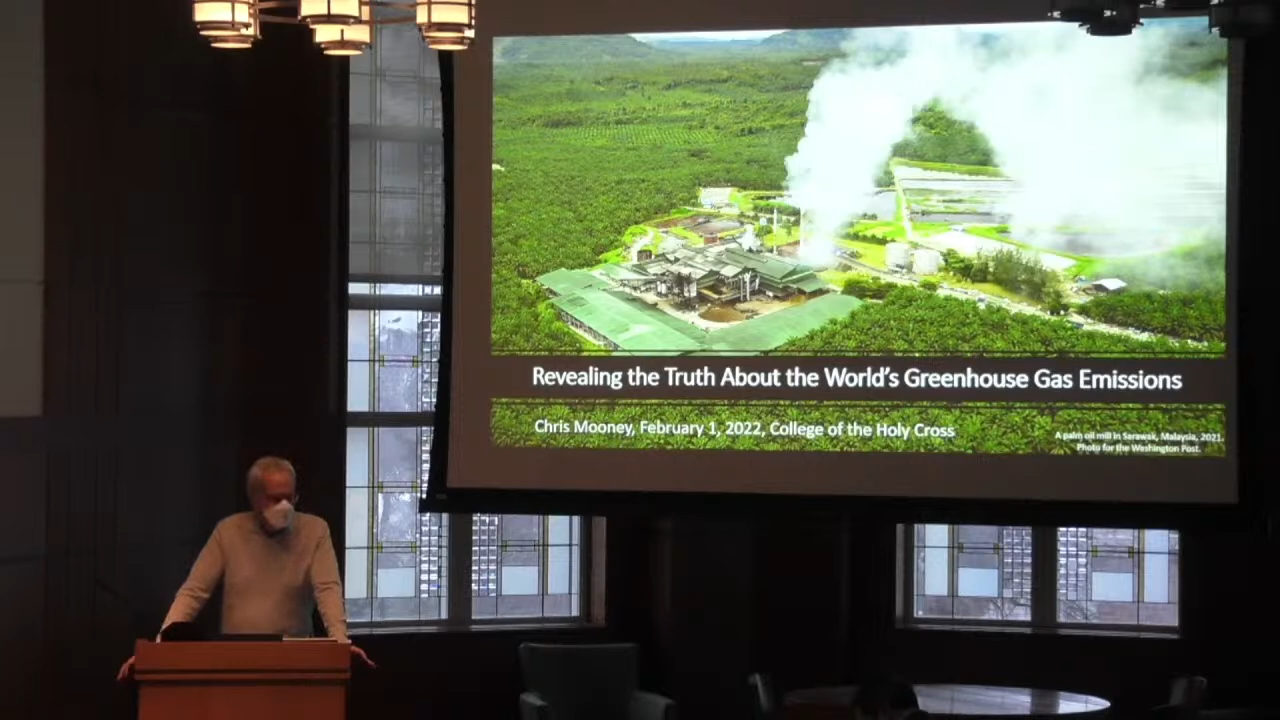 Revealing the Truth About the World's Greenhouse Gas Emissions
Chris Mooney, February 1, 2022, College of the Holy Cross
A palm oil mill in Sarawak, Malaysia, 2021.
Photo for the Washington Post.